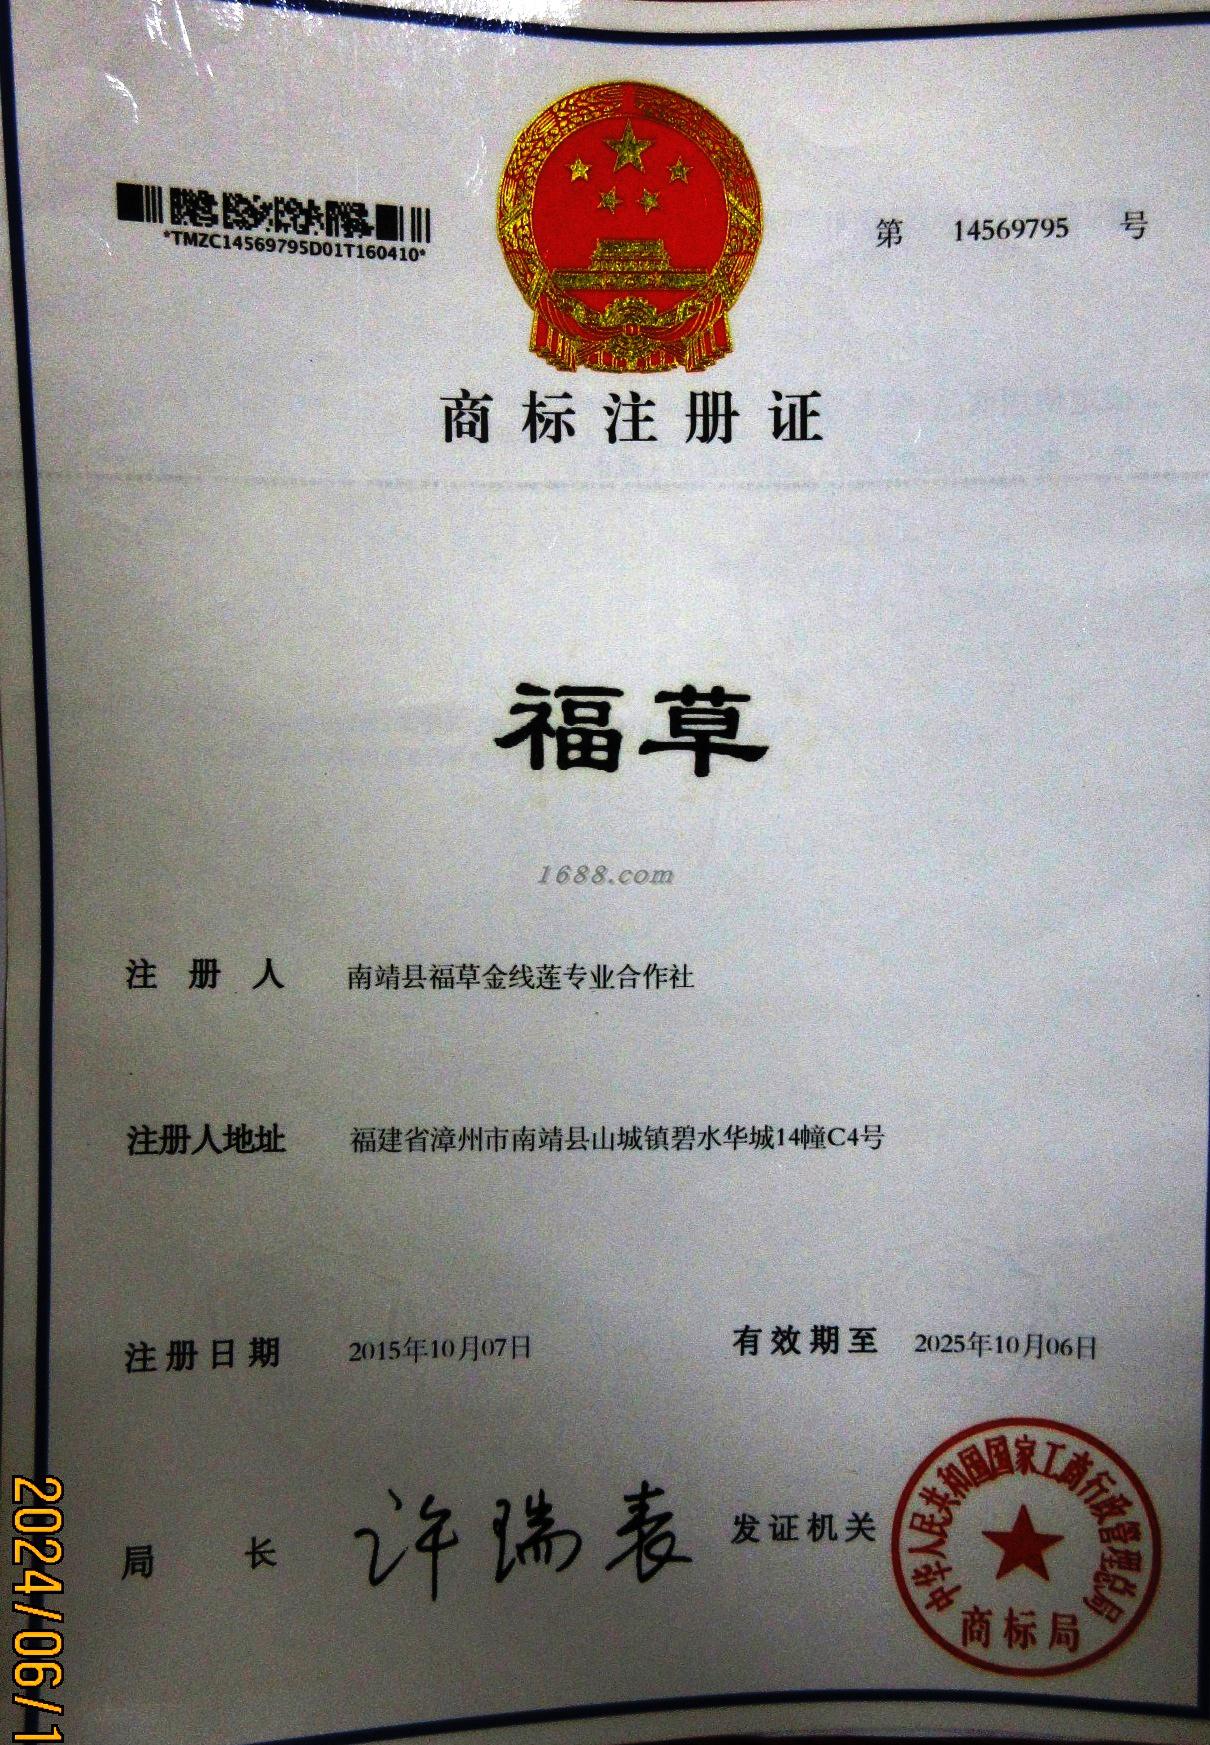 *TMZC14569795D01T160410*
第 14569795 号
商标注册证
福草
1688.com
注册人 南靖县福草金线莲专业合作社
注册人地址 福建省漳州市南靖县山城镇碧水华城14幢C4号
注册日期 2015年10月07日 有效期至 2025年10月06日
局长 许瑞表 发证机关
中华人民共和国国家工商行政管理总局
商标局
2024/06/1